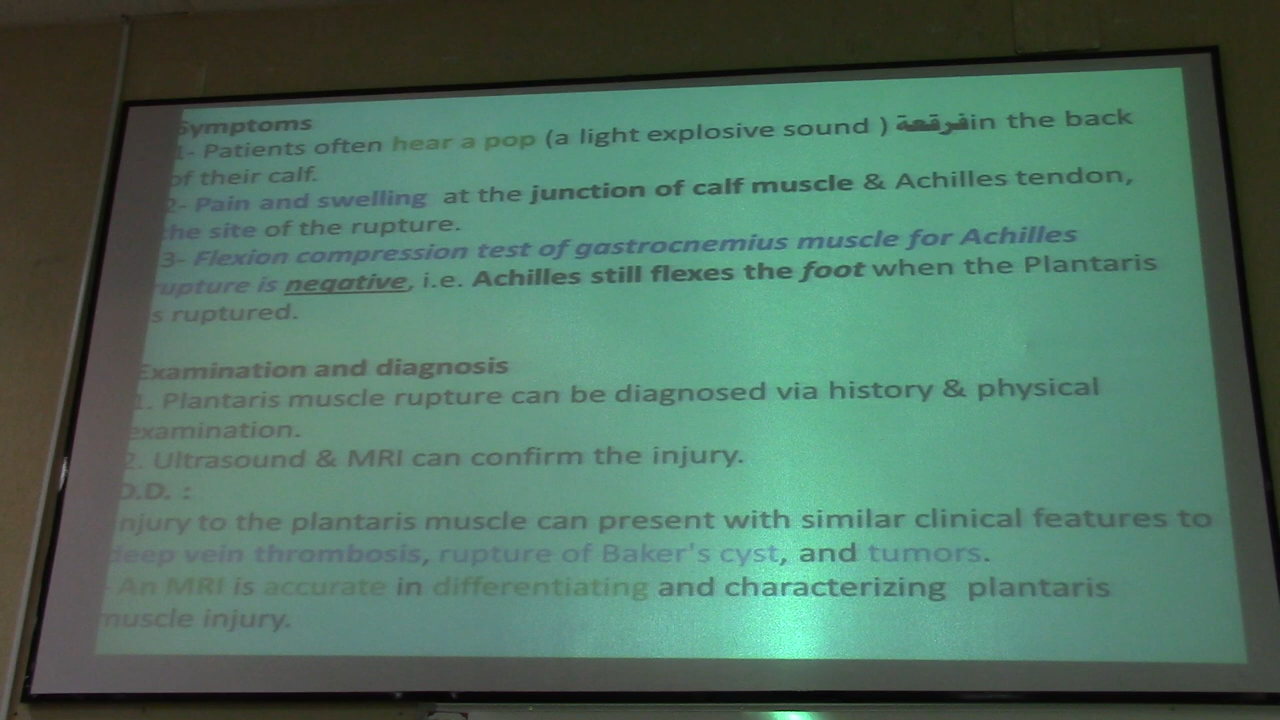 Symptoms
1- Patients often hear a pop (a light explosive sound ) فرقعةin the back
of their calf.
2- Pain and swelling at the junction of calf muscle & Achilles tendon,
the site of the rupture.
3- Flexion compression test of gastrocnemius muscle for Achilles
rupture is negative, i.e. Achilles still flexes the foot when the Plantaris
is ruptured.
Examination and diagnosis
1. Plantaris muscle rupture can be diagnosed via history & physical
examination.
2. Ultrasound & MRI can confirm the injury.
D.D. :
Injury to the plantaris muscle can present with similar clinical features to
deep vein thrombosis, rupture of Baker's cyst, and tumors.
- An MRI is accurate in differentiating and characterizing plantaris
muscle injury.